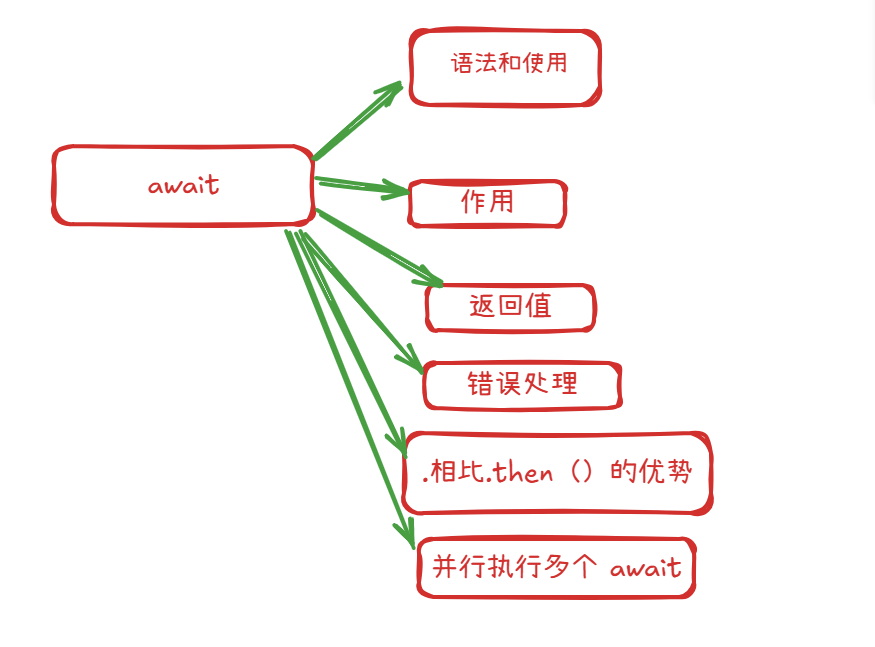 await
语法和使用
作用
返回值
错误处理
.相比.then（）的优势
并行执行多个 await